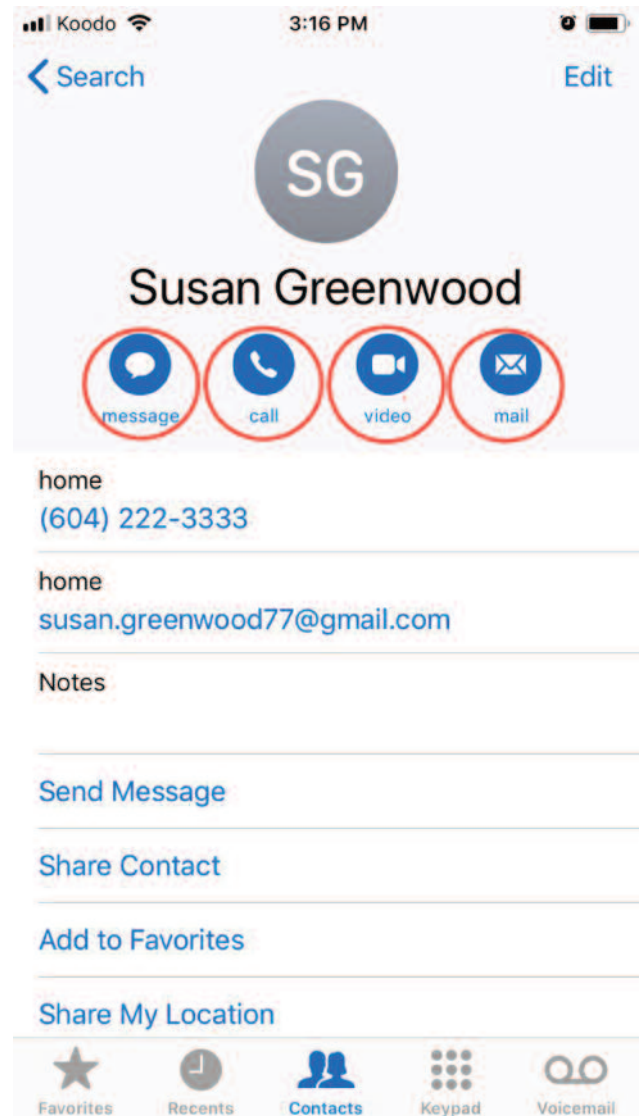 Koodo 3:16 PM
Search Edit
SG
Susan Greenwood
message call video mail
home
(604) 222-3333
home
susan.greenwood77@gmail.com
Notes
Send Message
Share Contact
Add to Favorites
Share My Location
Favorites Recents Contacts Keypad Voicemail